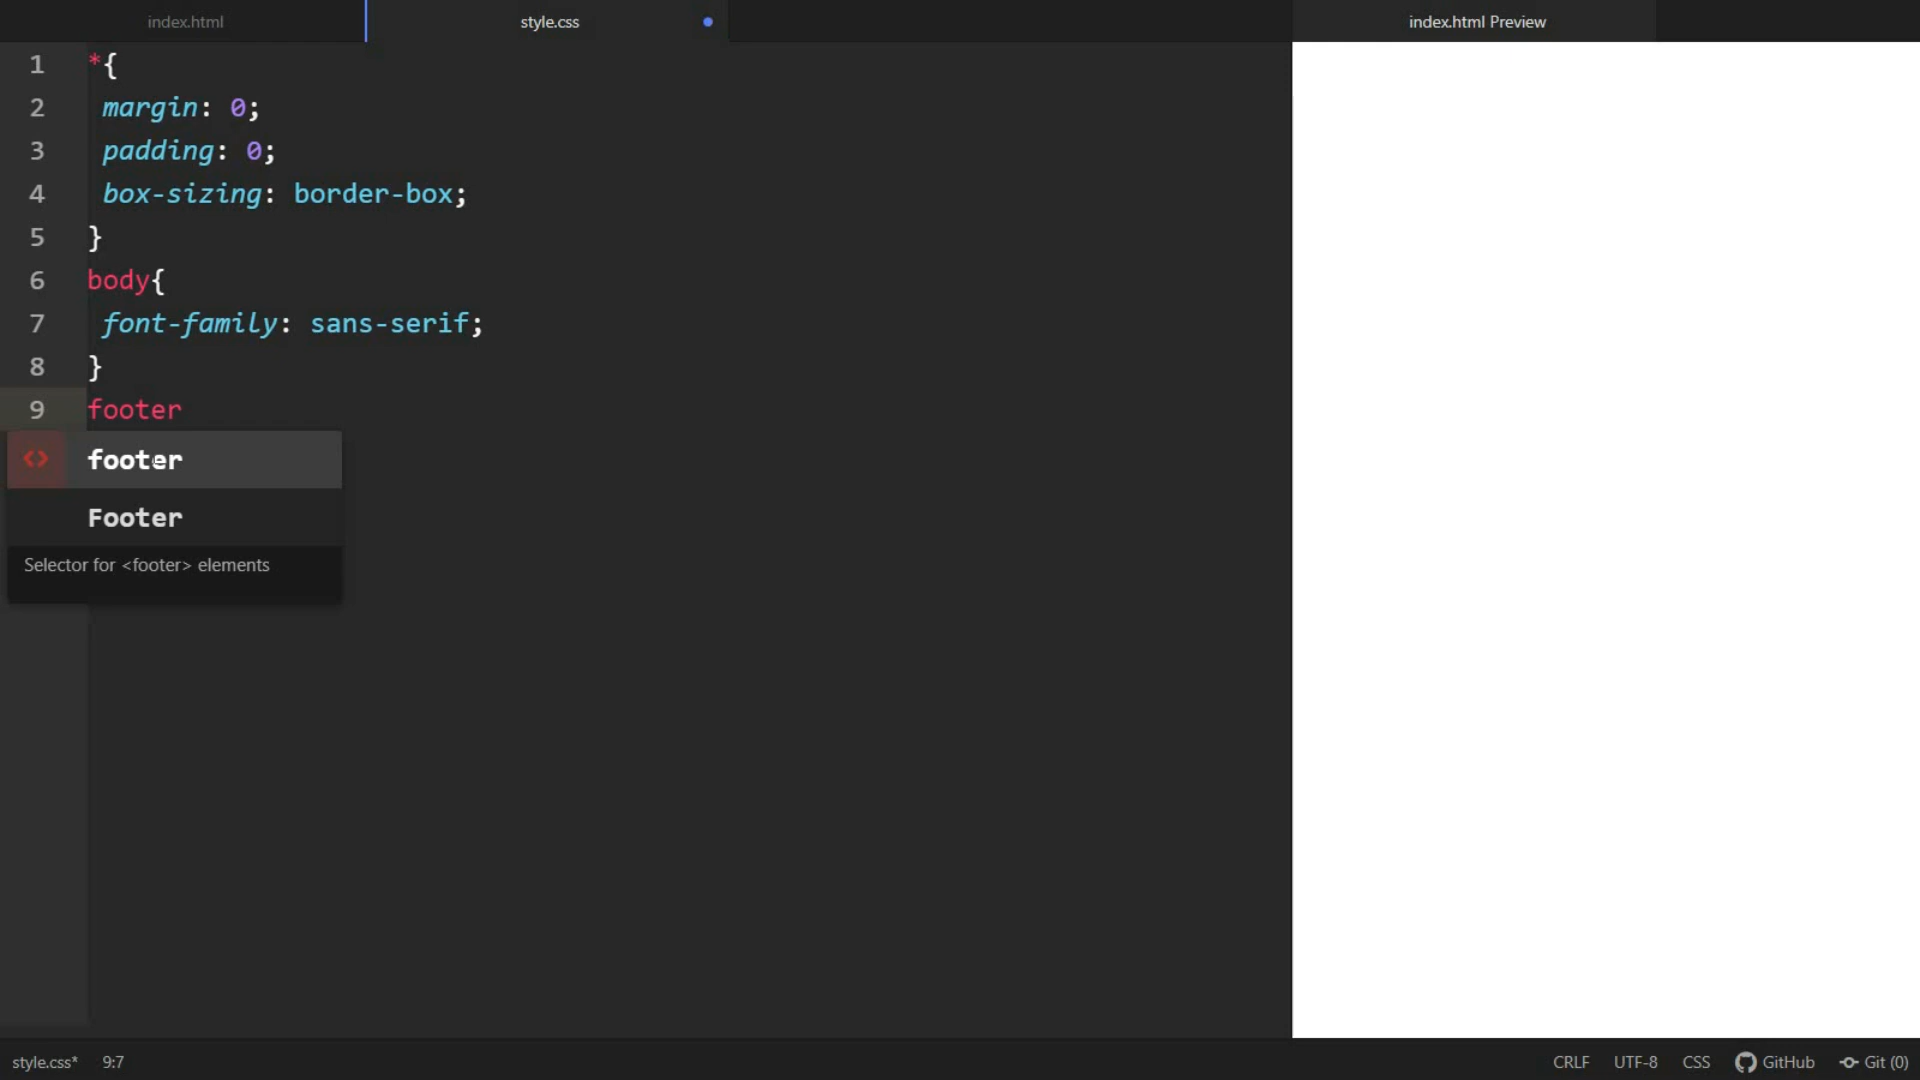 index.html
style.css
index.html Preview
1 *{
2 margin: 0;
3 padding: 0;
4 box-sizing: border-box;
5 }
6 body{
7 font-family: sans-serif;
8 }
9 footer
<> footer
Footer
Selector for <footer> elements
style.css* 9:7 CRLF UTF-8 CSS GitHub Git (0)